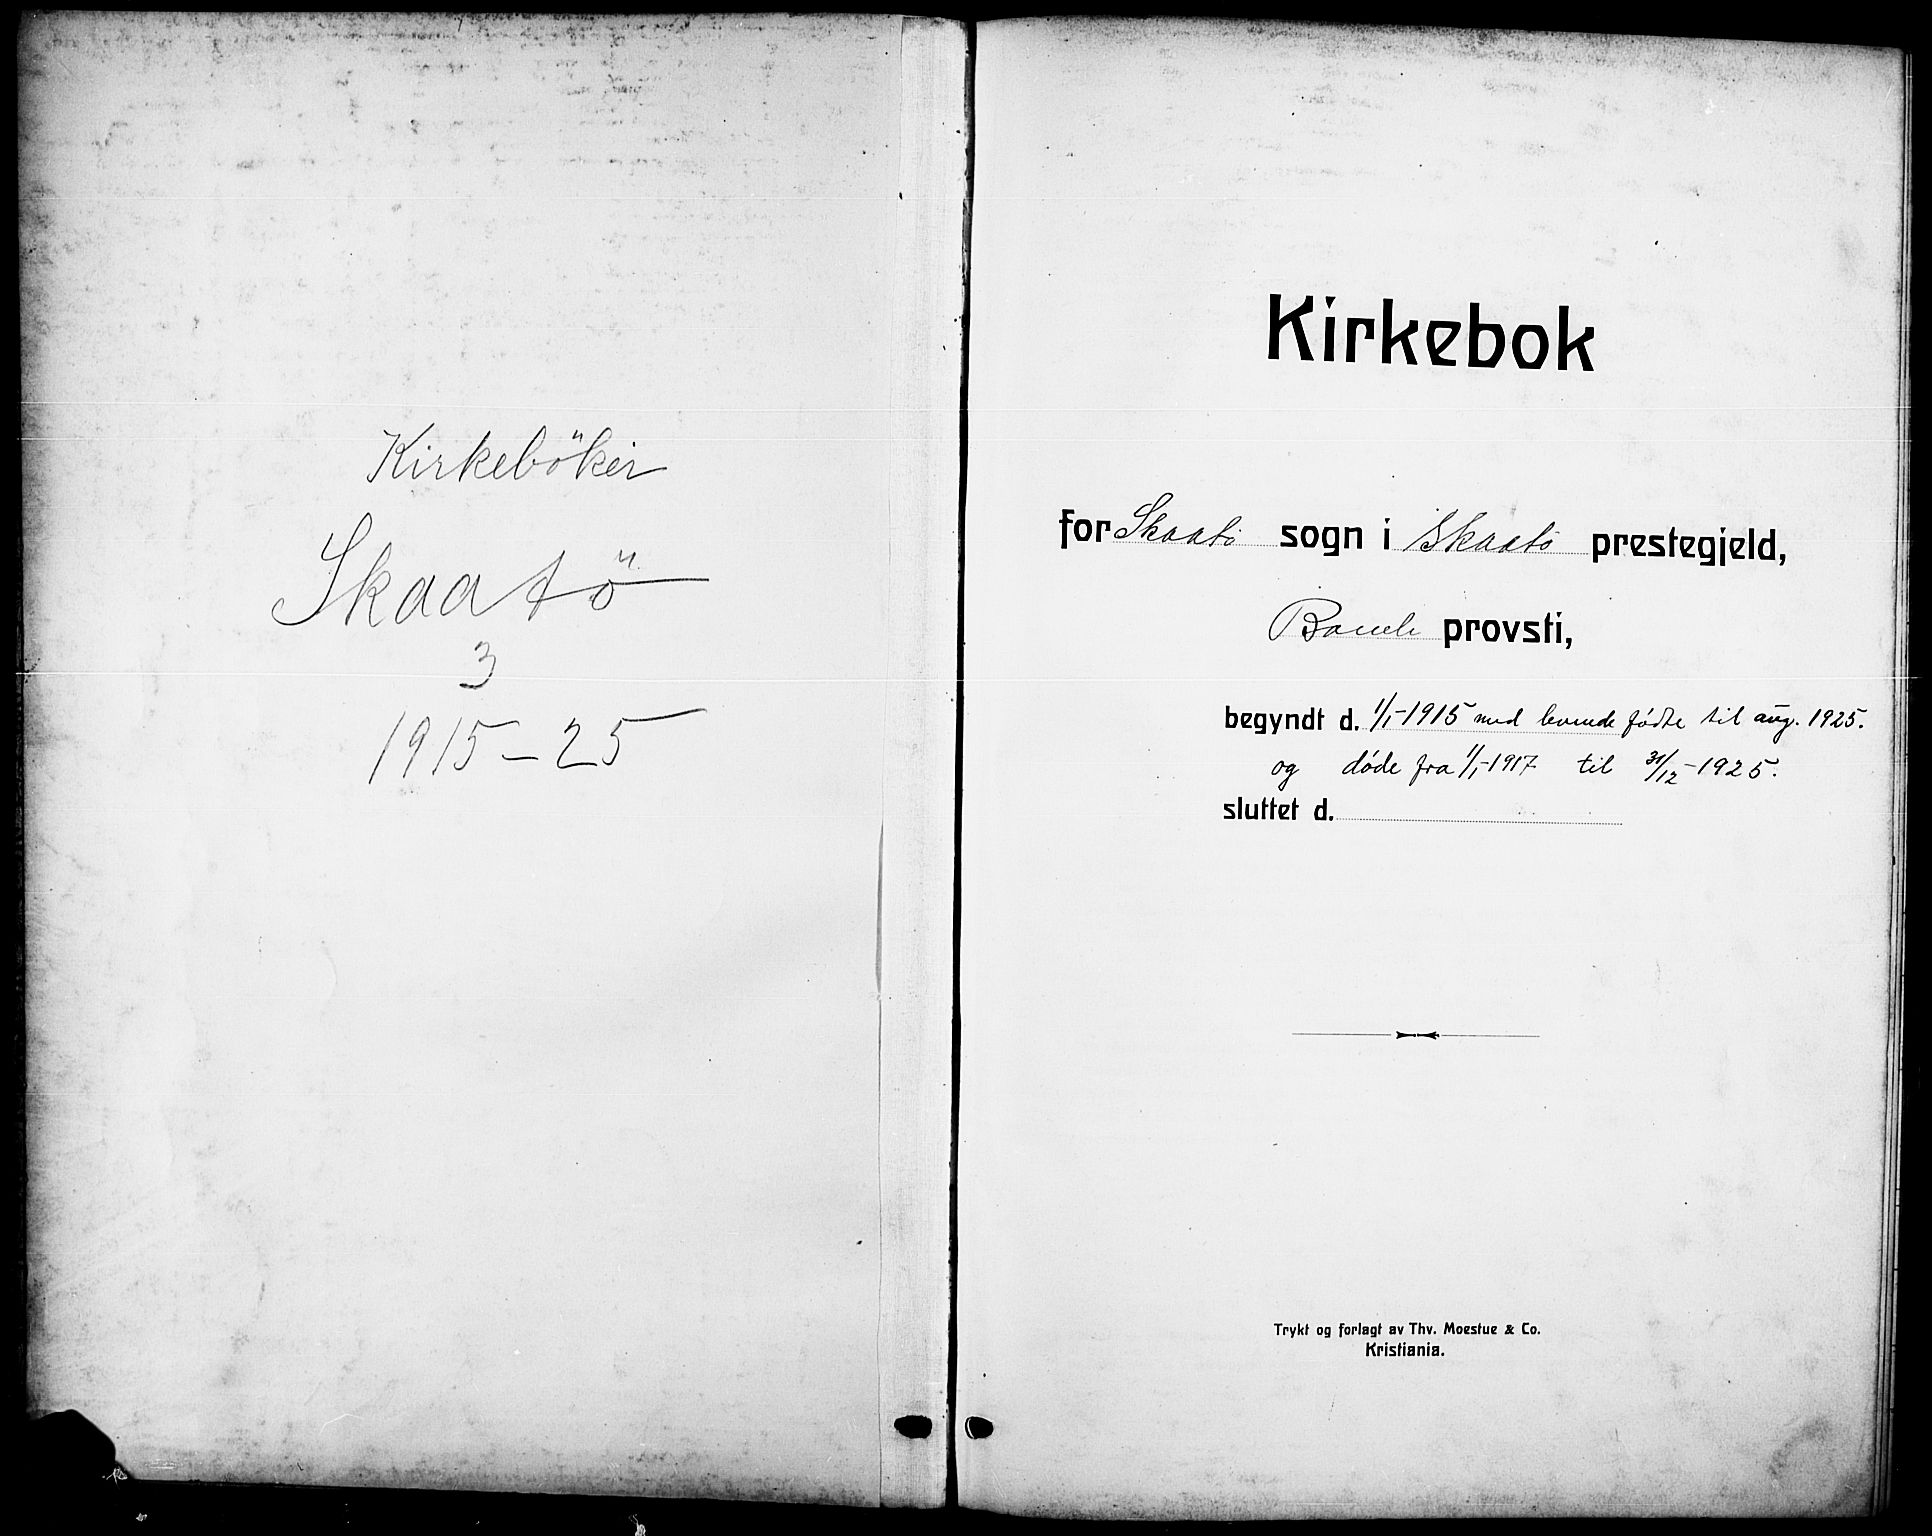 Kirkeböker
Skaatö
3
1915-25
Kirkebok
for Skaatö sogn i Skaatö prestegjeld,
Bamle provsti,
begyndt d. 1/1-1915 med levende fødte til aug. 1925.
og døde fra 1/1-1917 til 31/12-1925.
sluttet d.
Trykt og forlagt av Thv. Moestue & Co.
Kristiania.